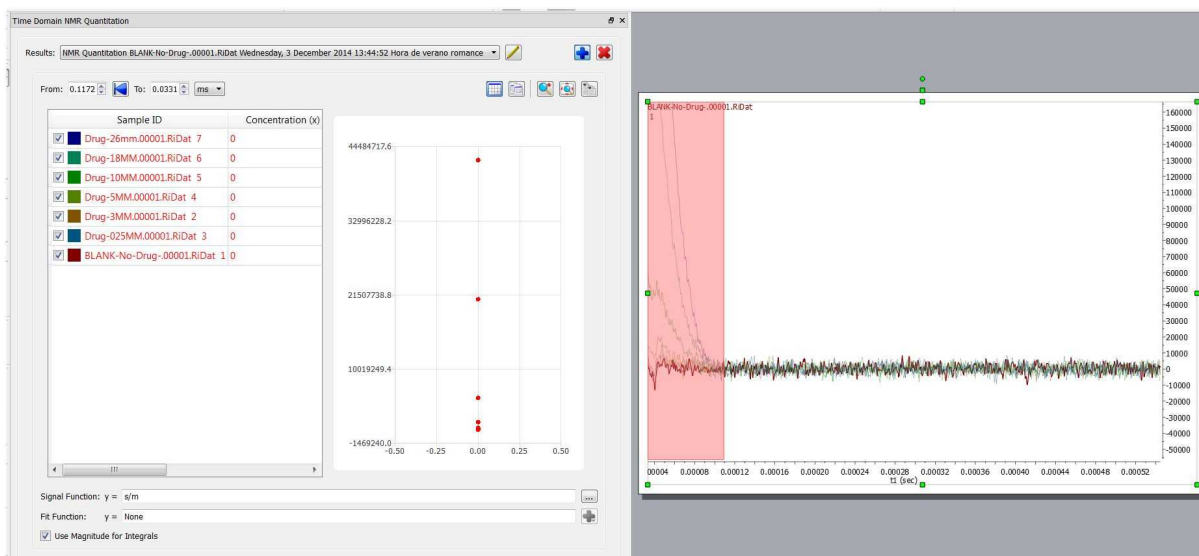 Time Domain NMR Quantitation
Results: NMR Quantitation BLANK-No-Drug-.00001.RiDat Wednesday, 3 December 2014 13:44:52 Hora de verano romance
From: 0.1172 To: 0.0331 ms
Sample ID Concentration (x)
Drug-26mm.00001.RiDat 7 0
Drug-18MM.00001.RiDat 6 0
Drug-10MM.00001.RiDat 5 0
Drug-5MM.00001.RiDat 4 0
Drug-3MM.00001.RiDat 2 0
Drug-025MM.00001.RiDat 3 0
BLANK-No-Drug-.00001.RiDat 1 0
44484717.6
32996228.2
21507738.8
10019249.4
-1469240.0
-0.50 -0.25 0.00 0.25 0.50
Signal Function: y = s/m
...
Fit Function: y = None
Use Magnitude for Integrals
BLANK-No-Drug-.00001.RiDat
1
160000
150000
140000
130000
120000
110000
100000
90000
80000
70000
60000
50000
40000
30000
20000
10000
0
-10000
-20000
-30000
-40000
-50000
00004 0.00008 0.00012 0.00016 0.00020 0.00024 0.00028 0.00032 0.00036 0.00040 0.00044 0.00048 0.00052
t1 (sec)